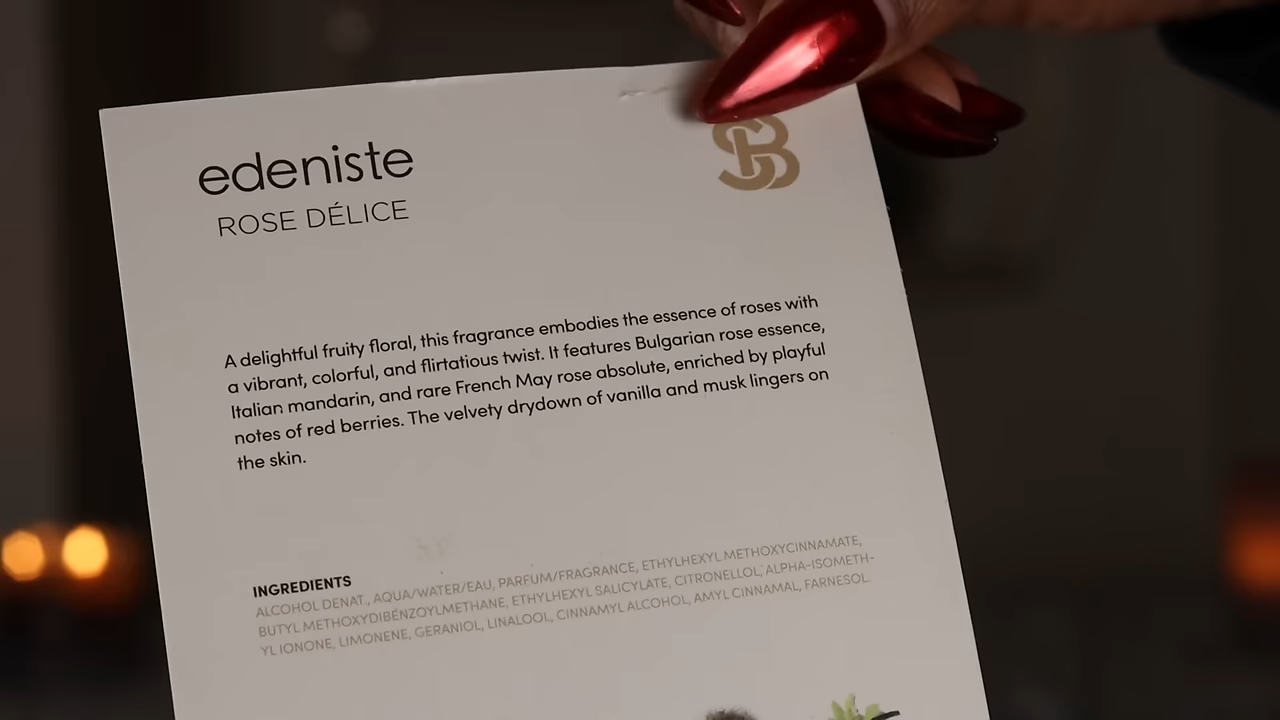 edeniste
SB
ROSE DÉLICE
A delightful fruity floral, this fragrance embodies the essence of roses with
a vibrant, colorful, and flirtatious twist. It features Bulgarian rose essence,
Italian mandarin, and rare French May rose absolute, enriched by playful
notes of red berries. The velvety drydown of vanilla and musk lingers on
the skin.
INGREDIENTS
ALCOHOL DENAT., AQUA/WATER/EAU, PARFUM/FRAGRANCE, ETHYLHEXYL METHOXYCINNAMATE,
BUTYL METHOXYDIBENZOYLMETHANE, ETHYLHEXYL SALICYLATE, CITRONELLOL, ALPHA-ISOMETH-
YL IONONE, LIMONENE, GERANIOL, LINALOOL, CINNAMYL ALCOHOL, AMYL CINNAMAL, FARNESOL.